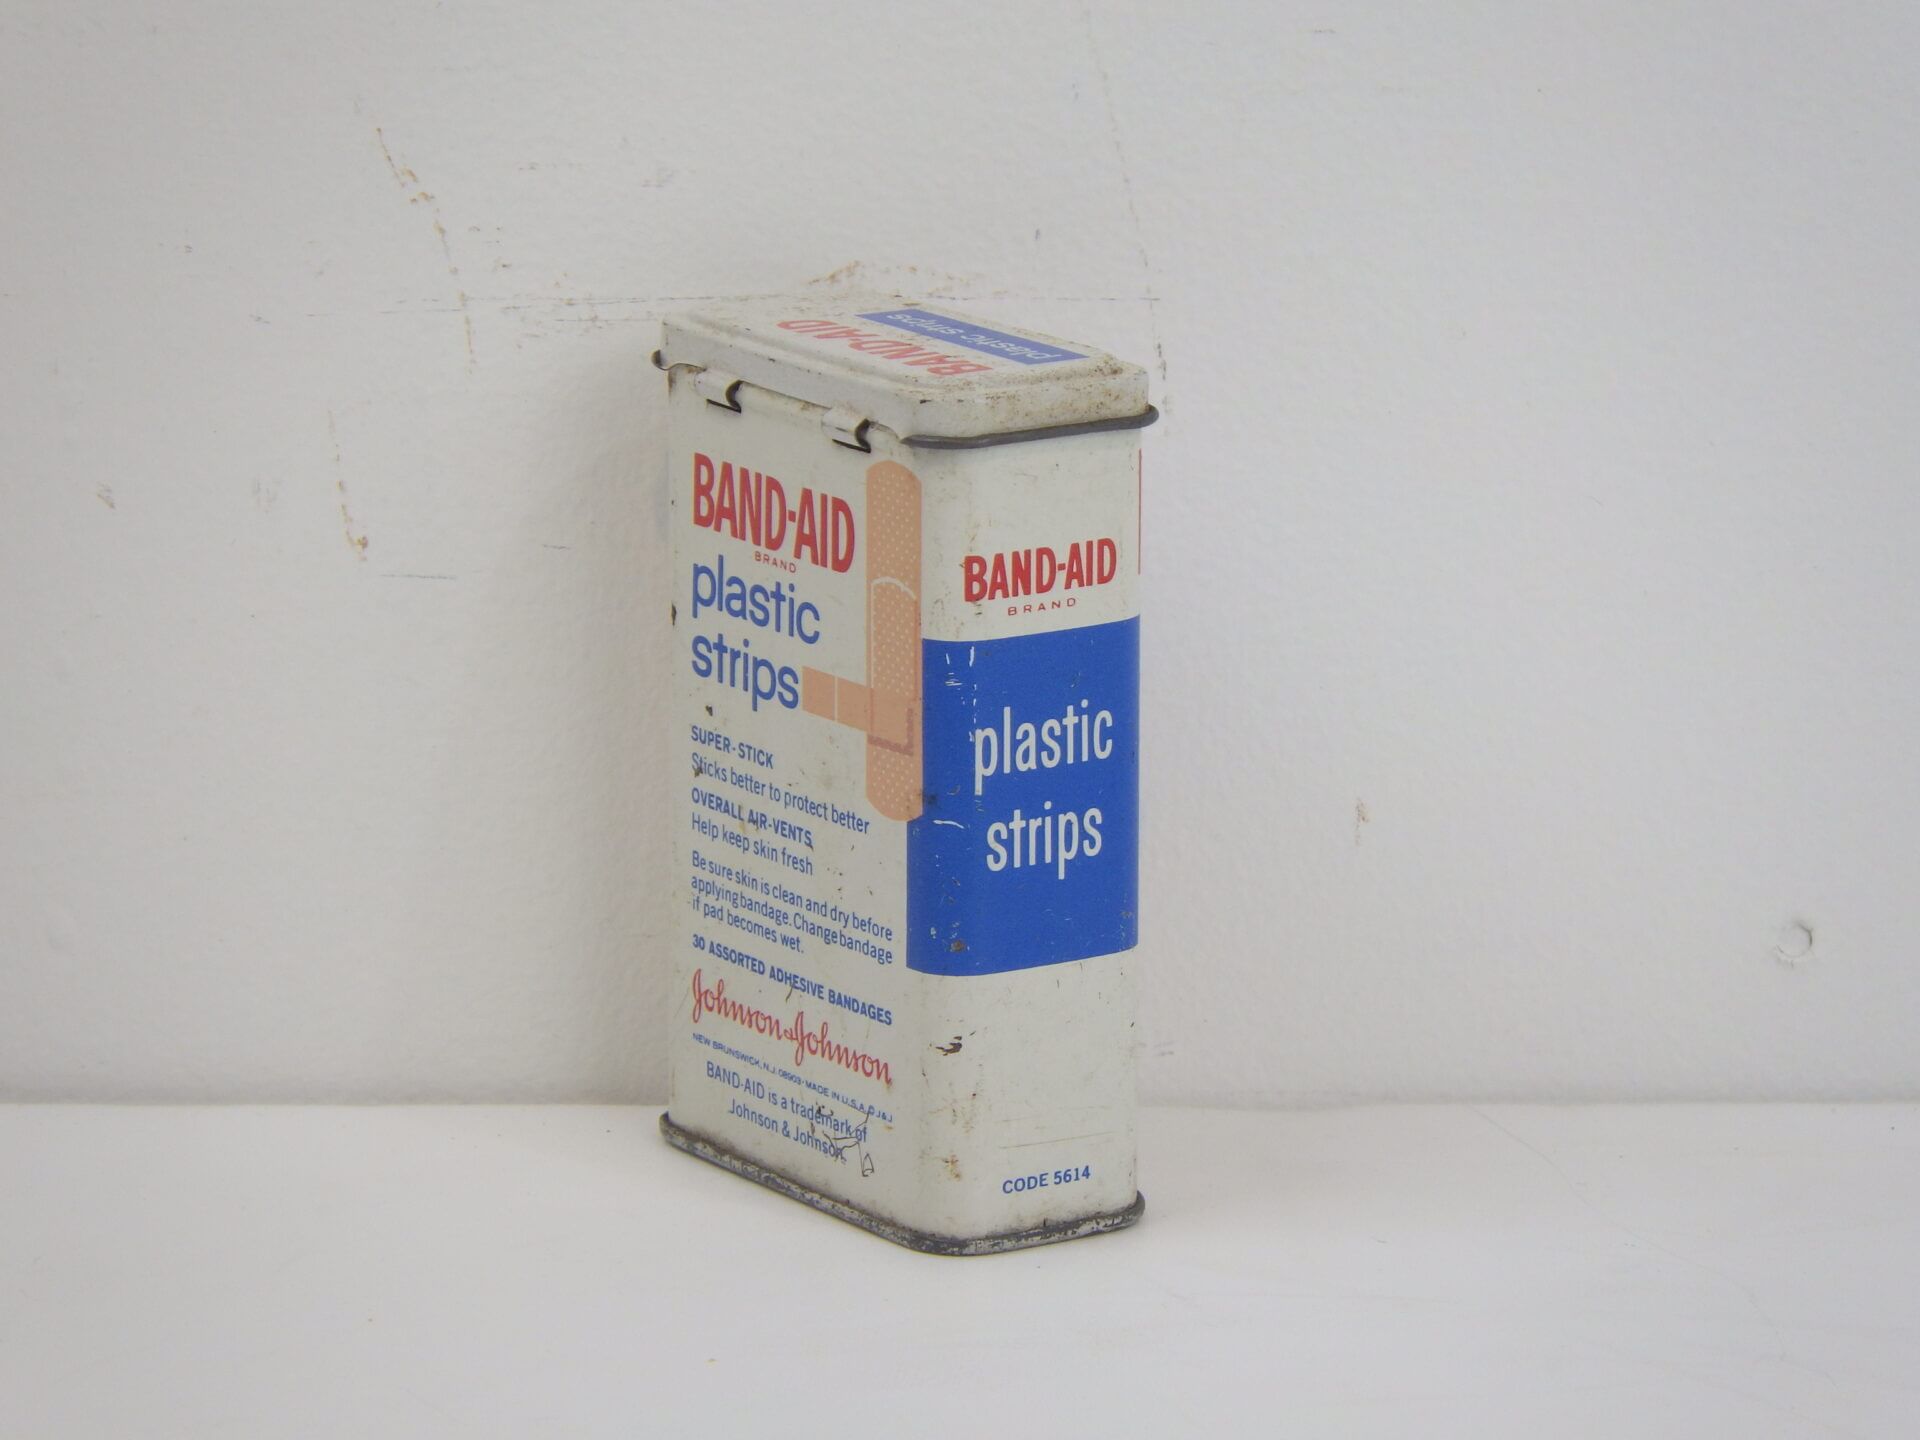 BAND-AID
plastic strips
BAND-AID
BRAND
plastic
strips
SUPER-STICK
Sticks better to protect better
OVERALL AIR-VENTS
Help keep skin fresh
Be sure skin is clean and dry before
applying bandage. Change bandage
if pad becomes wet.
30 ASSORTED ADHESIVE BANDAGES
Johnson & Johnson
NEW BRUNSWICK, N.J. 08903 · MADE IN U.S.A. © J & J
BAND-AID is a trademark of
Johnson & Johnson
BAND-AID
BRAND
plastic
strips
CODE 5614